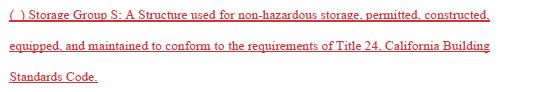 ( ) Storage Group S: A Structure used for non-hazardous storage, permitted, constructed,
equipped, and maintained to conform to the requirements of Title 24, California Building
Standards Code.